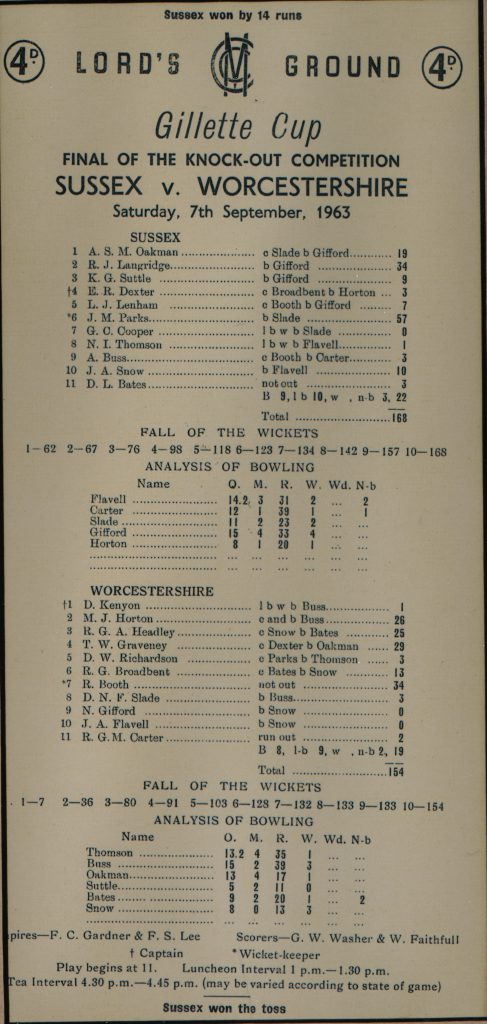 Sussex won by 14 runs
4D. LORD'S MCC GROUND 4D.
Gillette Cup
FINAL OF THE KNOCK-OUT COMPETITION
SUSSEX v. WORCESTERSHIRE
Saturday, 7th September, 1963
SUSSEX
1 A. S. M. Oakman .................... c Slade b Gifford............ 19
2 R. J. Langridge...................... b Gifford .................... 34
3 K. G. Suttle ........................ b Gifford .................... 9
†4 E. R. Dexter ........................ c Broadbent b Horton ... 3
5 L. J. Lenham ........................ c Booth b Gifford ......... 7
*6 J. M. Parks.......................... b Slade ...................... 57
7 G. C. Cooper ........................ l b w b Slade ............... 0
8 N. I. Thomson ....................... l b w b Flavell............. 1
9 A. Buss.............................. c Booth b Carter........... 3
10 J. A. Snow .......................... b Flavell .................. 10
11 D. L. Bates.......................... not out .................... 3
B 9, l b 10, w , n-b 3, 22
Total .................... 168
FALL OF THE WICKETS
1—62 2—67 3—76 4—98 5—118 6—123 7—134 8—142 9—157 10—168
ANALYSIS OF BOWLING
Name O. M. R. W. Wd. N-b
Flavell ........................ 14.2 3 31 2 ... 2
Carter ......................... 12 1 39 1 ... 1
Slade .......................... 11 2 23 2 ... ...
Gifford ........................ 15 4 33 4 ... ...
Horton ......................... 8 1 20 1 ... ...
WORCESTERSHIRE
†1 D. Kenyon ........................... l b w b Buss................ 1
2 M. J. Horton ........................ c and b Buss............... 26
3 R. G. A. Headley..................... c Snow b Bates ............ 25
4 T. W. Graveney ...................... c Dexter b Oakman ....... 29
5 D. W. Richardson .................... c Parks b Thomson ....... 3
6 R. G. Broadbent ..................... c Bates b Snow ............ 13
*7 R. Booth ............................ not out .................... 34
8 D. N. F. Slade ...................... b Buss...................... 3
9 N. Gifford .......................... b Snow ..................... 0
10 J. A. Flavell ....................... b Snow ..................... 0
11 R. G. M. Carter...................... run out .................... 2
B 8, l-b 9, w , n-b 2, 19
Total .................... 154
FALL OF THE WICKETS
1—7 2—36 3—80 4—91 5—103 6—128 7—132 8—133 9—133 10—154
ANALYSIS OF BOWLING
Name O. M. R. W. Wd. N-b
Thomson ........................ 13.2 4 35 1 ... ...
Buss ........................... 15 2 39 3 ... ...
Oakman.......................... 13 4 17 1 ... ...
Suttle.......................... 5 2 11 0 ... ...
Bates .......................... 9 2 20 1 ... 2
Snow ........................... 8 0 13 3 ... ...
pires—F. C. Gardner & F. S. Lee Scorers—G. W. Washer & W. Faithfull
† Captain *Wicket-keeper
Play begins at 11. Luncheon Interval 1 p.m.—1.30 p.m.
Tea Interval 4.30 p.m.—4.45 p.m. (may be varied according to state of game)
Sussex won the toss